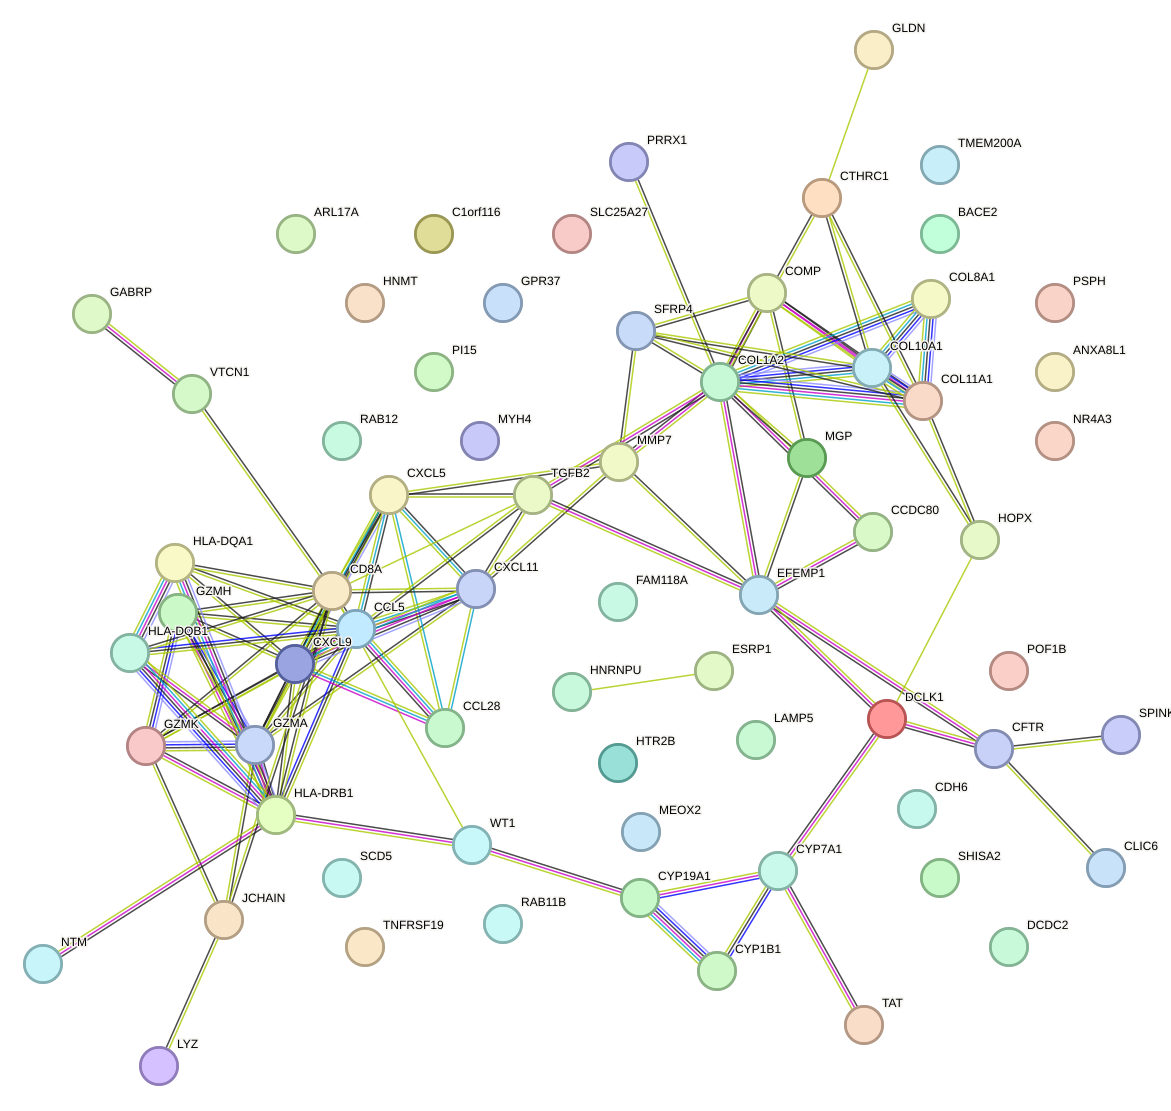 GLDN
PRRX1
TMEM200A
CTHRC1
ARL17A
C1orf116
SLC25A27
BACE2
COMP
COL8A1
HNMT
GPR37
PSPH
GABRP
SFRP4
COL10A1
PI15
COL1A2
ANXA8L1
VTCN1
COL11A1
RAB12
MYH4
MMP7
MGP
NR4A3
CXCL5
TGFB2
CCDC80
HOPX
HLA-DQA1
CD8A
CXCL11
EFEMP1
GZMH
FAM118A
CCL5
HLA-DQB1
CXCL9
ESRP1
POF1B
HNRNPU
DCLK1
CCL28
GZMK
GZMA
LAMP5
CFTR
SPINK
HTR2B
HLA-DRB1
CDH6
MEOX2
WT1
CYP7A1
CLIC6
SCD5
CYP19A1
SHISA2
JCHAIN
RAB11B
TNFRSF19
DCDC2
NTM
CYP1B1
TAT
LYZ